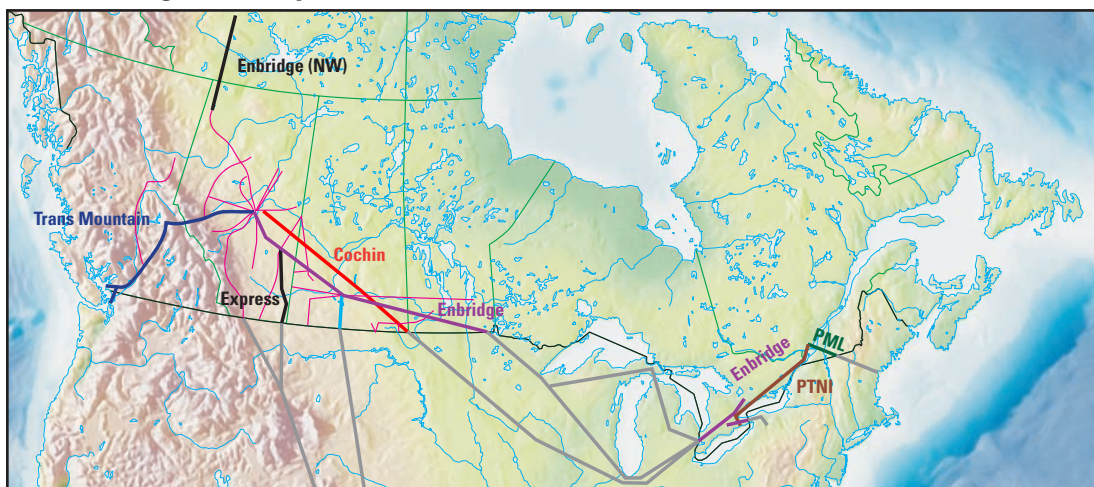 Enbridge (NW)
Trans Mountain
Cochin
Express
Enbridge
Enbridge
PML
PTNI